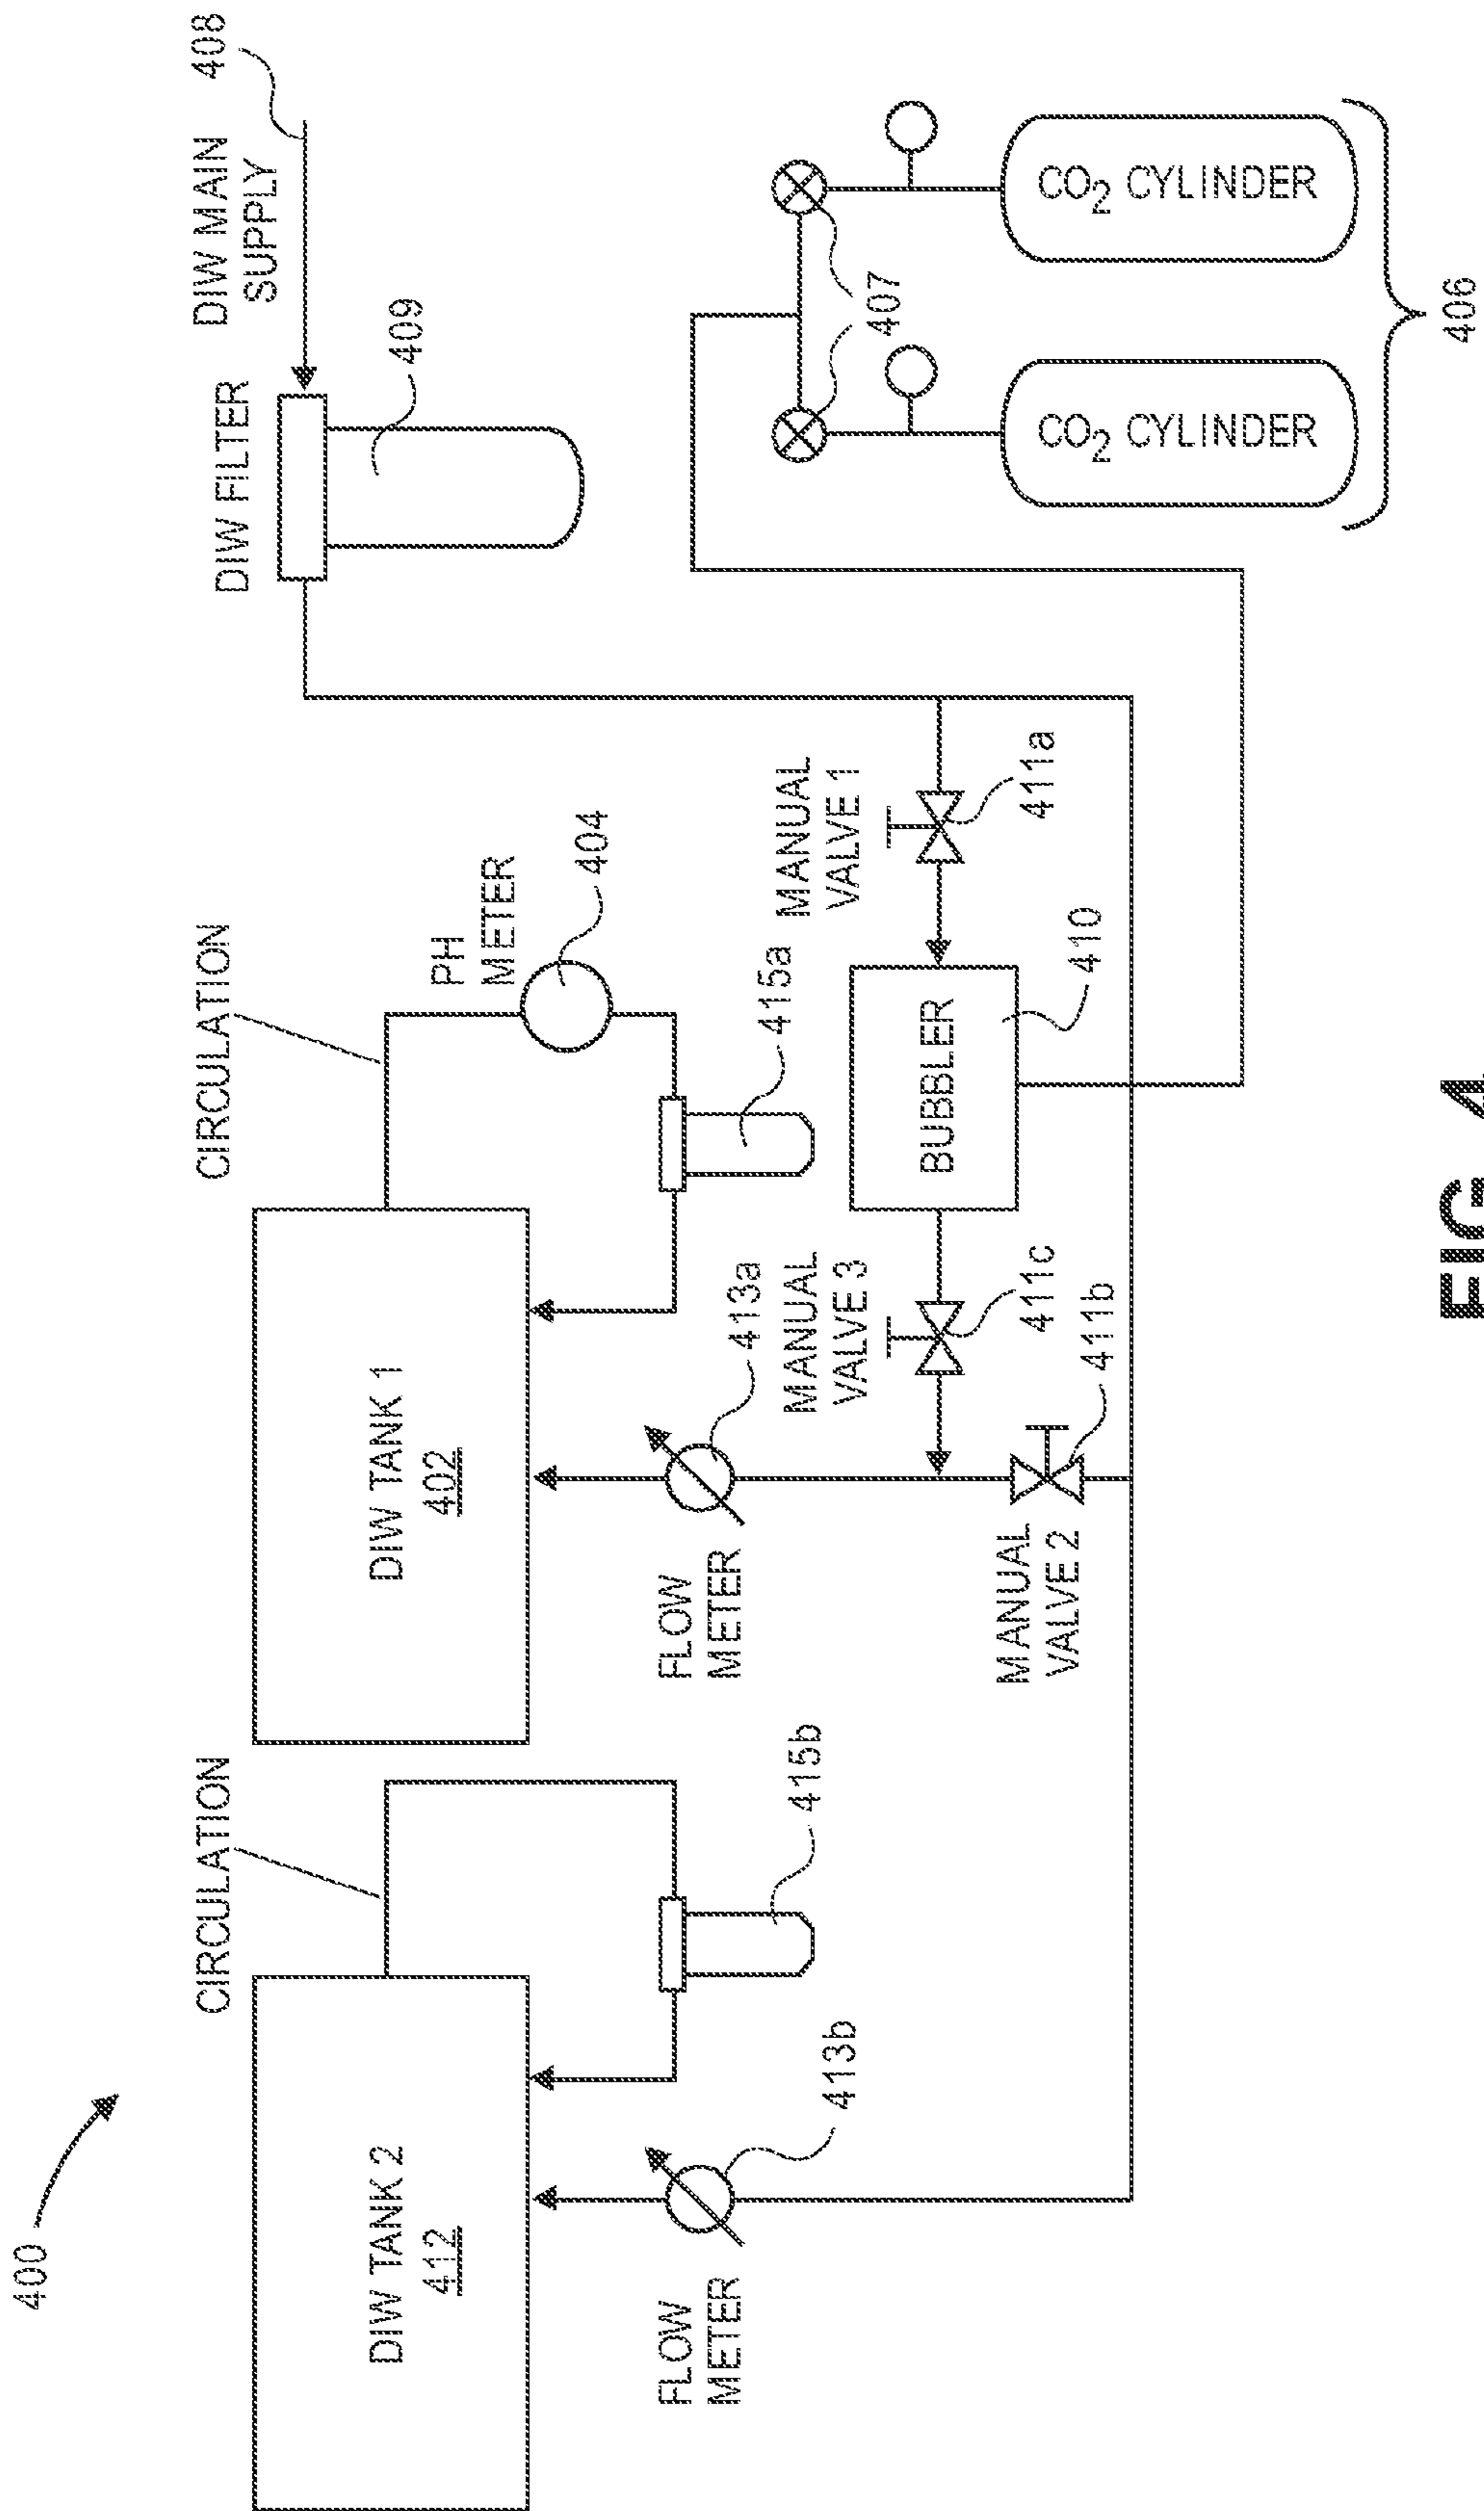 400
CIRCULATION
CIRCULATION
DIW MAIN
SUPPLY
408
DIW FILTER
409
DIW TANK 2
412
DIW TANK 1
402
PH
METER
404
415b
415a
FLOW
METER
413b
FLOW
METER
413a
MANUAL
VALVE 3
411c
MANUAL
VALVE 1
411a
BUBBLER
410
MANUAL
VALVE 2
411b
407
CO2 CYLINDER
CO2 CYLINDER
406
FIG. 4